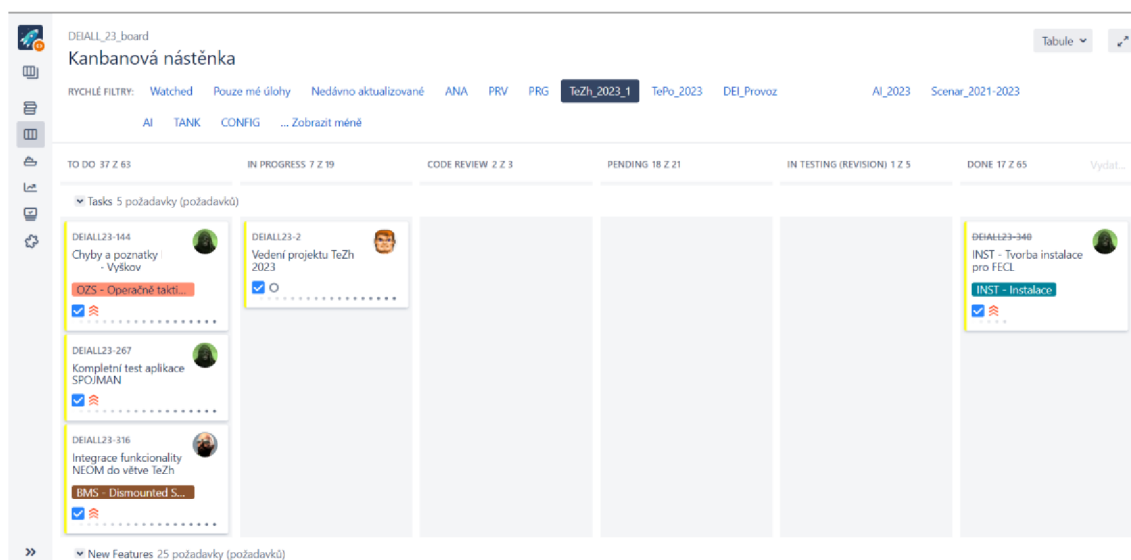 DEIALL_23_board
Kanbanová nástěnka
Tabule
RYCHLÉ FILTRY: Watched Pouze mé úlohy Nedávno aktualizované ANA PRV PRG TeZh_2023_1 TePo_2023 DEI_Provoz AI_2023 Scenar_2021-2023
AI TANK CONFIG ... Zobrazit méně
TO DO 37 Z 63 IN PROGRESS 7 Z 19 CODE REVIEW 2 Z 3 PENDING 18 Z 21 IN TESTING (REVISION) 1 Z 5 DONE 17 Z 65 Vydat...
Tasks 5 požadavky (požadavků)
DEIALL23-144
Chyby a poznatky
- Vyškov
OZS - Operačně takti...
DEIALL23-267
Kompletní test aplikace
SPOJMAN
DEIALL23-316
Integrace funkcionality
NEOM do větve TeZh
BMS - Dismounted S...
DEIALL23-2
Vedení projektu TeZh
2023
DEIALL23-340
INST - Tvorba instalace
pro FECL
INST - Instalace
New Features 25 požadavky (požadavků)